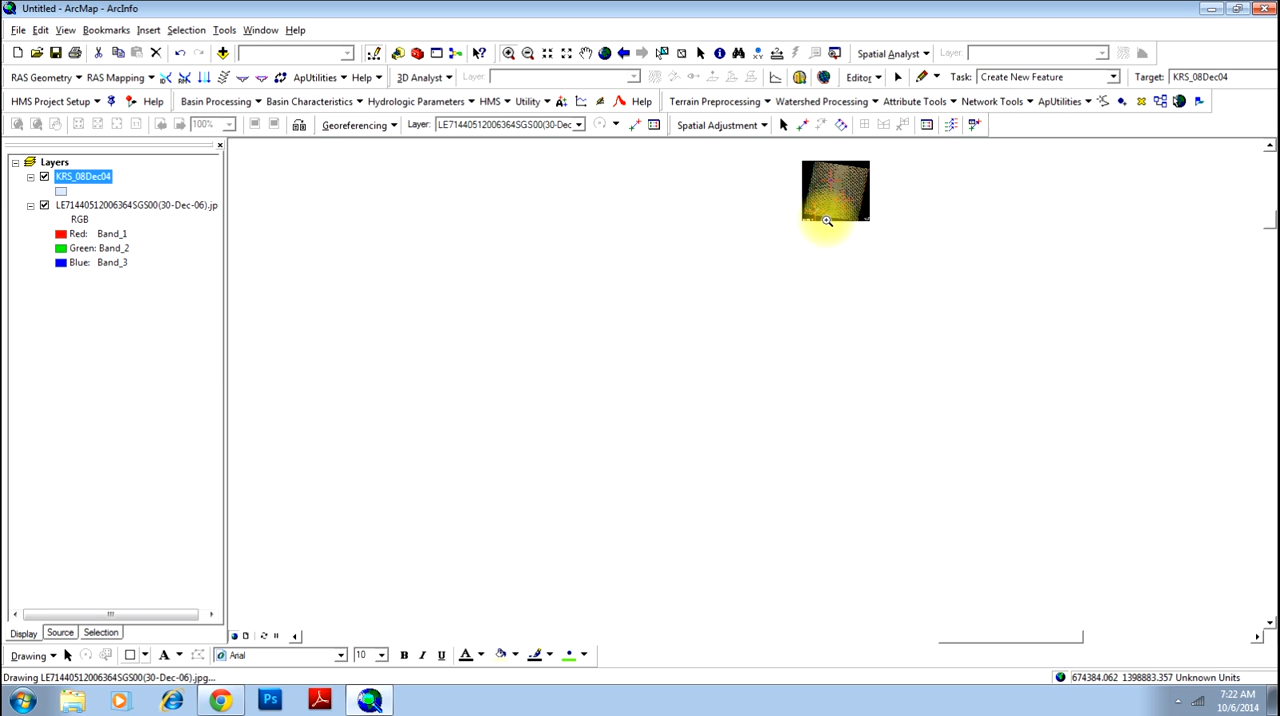 Untitled - ArcMap - ArcInfo
File Edit View Bookmarks Insert Selection Tools Window Help
Spatial Analyst Layer:
RAS Geometry RAS Mapping ApUtilities Help 3D Analyst Layer: Editor Task: Create New Feature Target: KRS_08Dec04
HMS Project Setup Help Basin Processing Basin Characteristics Hydrologic Parameters HMS Utility Help Terrain Preprocessing Watershed Processing Attribute Tools Network Tools ApUtilities
100% Georeferencing Layer: LE71440512006364SGS00(30-Dec Spatial Adjustment
Layers
KRS_08Dec04
LE71440512006364SGS00(30-Dec-06).jp
RGB
Red: Band_1
Green: Band_2
Blue: Band_3
Display Source Selection
Drawing A Arial 10 B I U A
Drawing LE71440512006364SGS00(30-Dec-06).jpg... 674384.062 1398883.357 Unknown Units
Ps
7:22 AM
10/6/2014